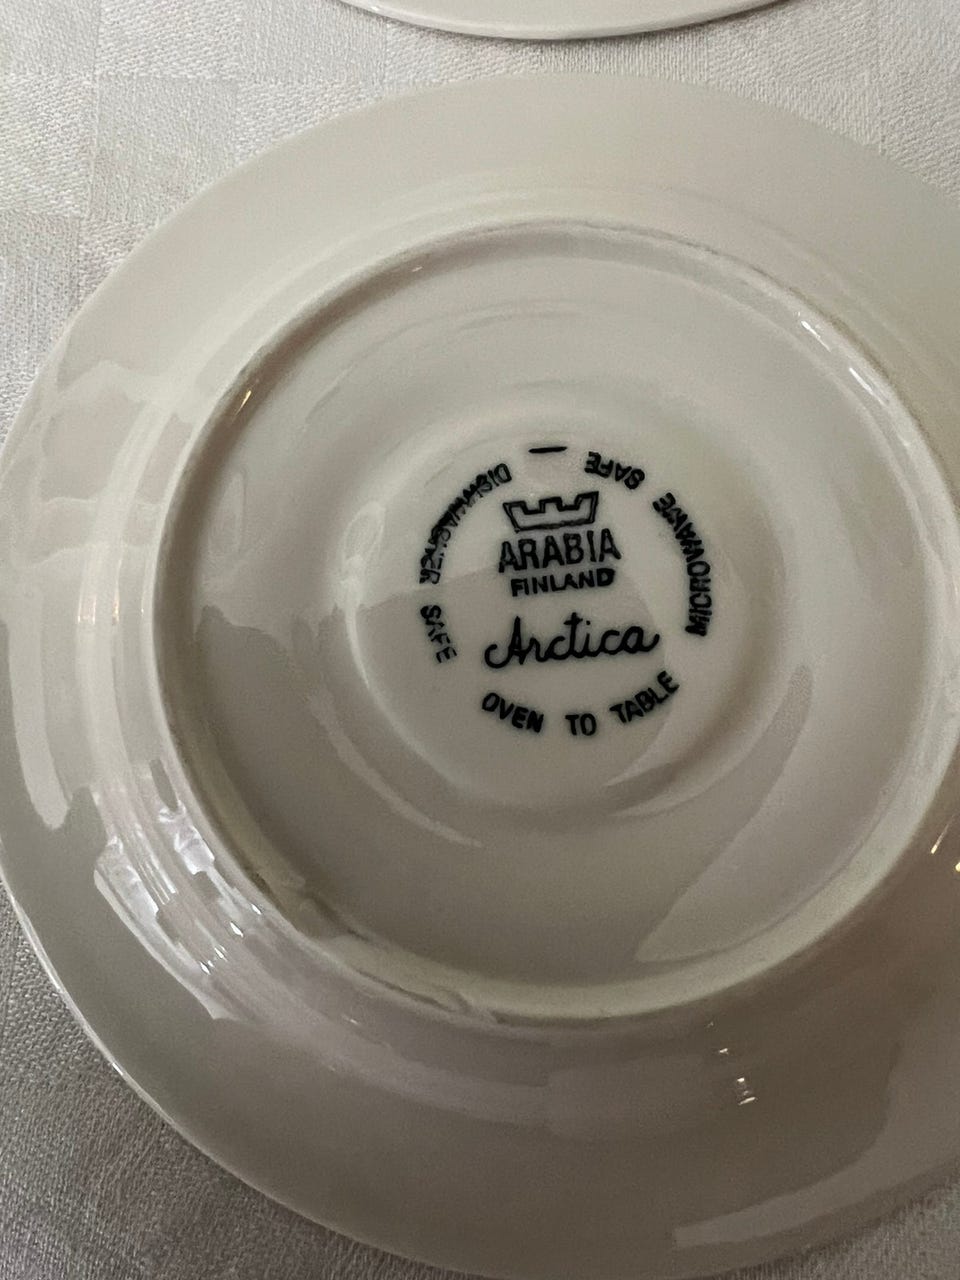 ARABIA
FINLAND
Arctica
OVEN TO TABLE
MICROWAVE SAFE
DISHWASHER SAFE